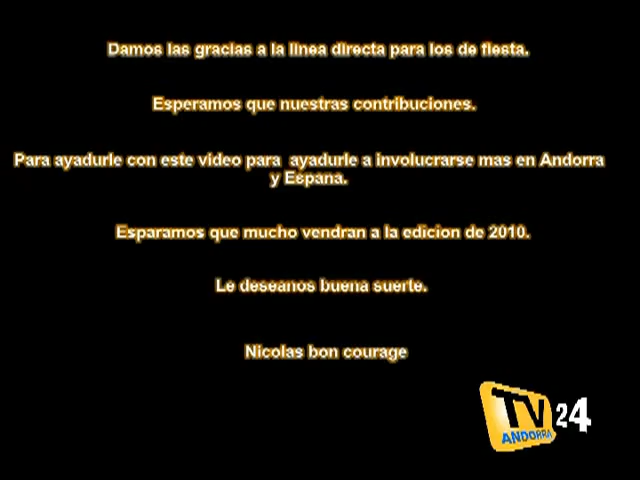 Damos las gracias a la linea directa para los de fiesta.
Esperamos que nuestras contribuciones.
Para ayadurle con este video para ayadurle a involucrarse mas en Andorra
y Espana.
Esparamos que mucho vendran a la edicion de 2010.
Le deseanos buena suerte.
Nicolas bon courage
TV 24
ANDORRA